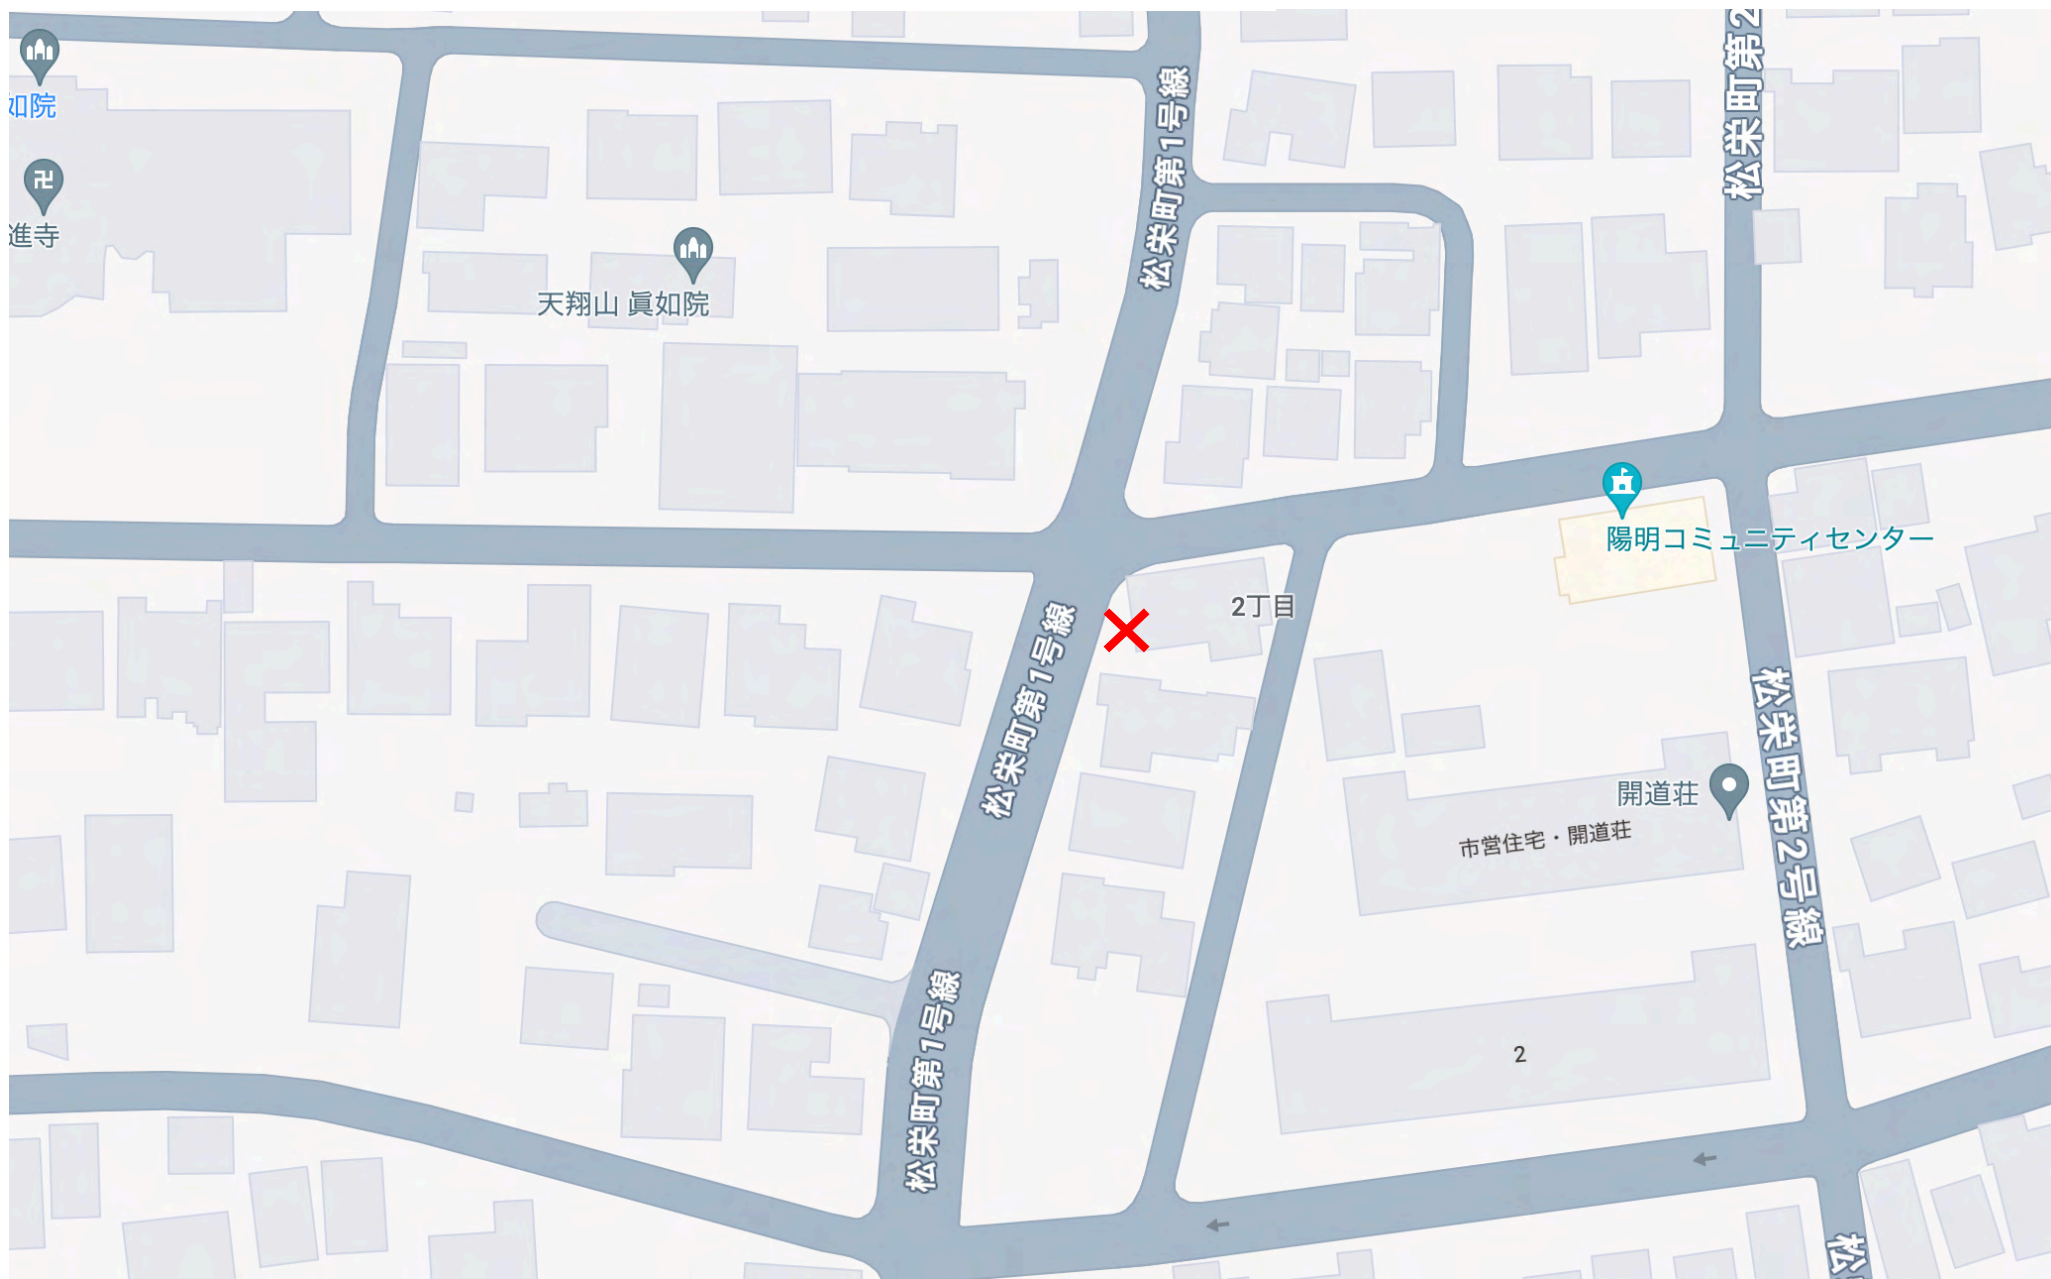 如院
卍
進寺
天翔山 眞如院
松栄町第1号線
松栄町第2
陽明コミュニティセンター
2丁目
松栄町第1号線
松栄町第2号線
開道荘
市営住宅・開道荘
松栄町第1号線
2
松